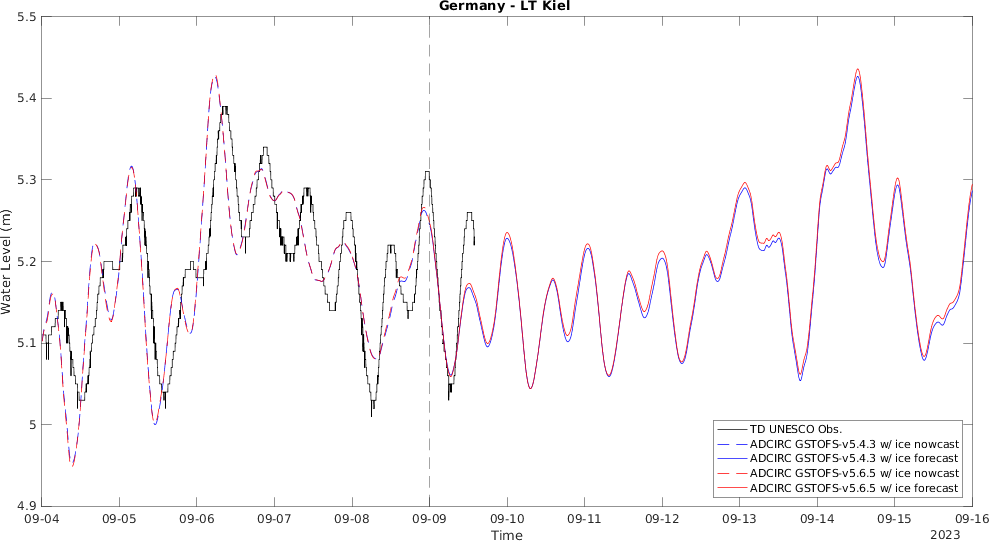 Germany - LT Kiel
5.5
5.4
5.3
5.2
5.1
5
4.9
Water Level (m)
TD UNESCO Obs.
ADCIRC GSTOFS-v5.4.3 w/ ice nowcast
ADCIRC GSTOFS-v5.4.3 w/ ice forecast
ADCIRC GSTOFS-v5.6.5 w/ ice nowcast
ADCIRC GSTOFS-v5.6.5 w/ ice forecast
09-04 09-05 09-06 09-07 09-08 09-09 09-10 09-11 09-12 09-13 09-14 09-15 09-16
Time
2023